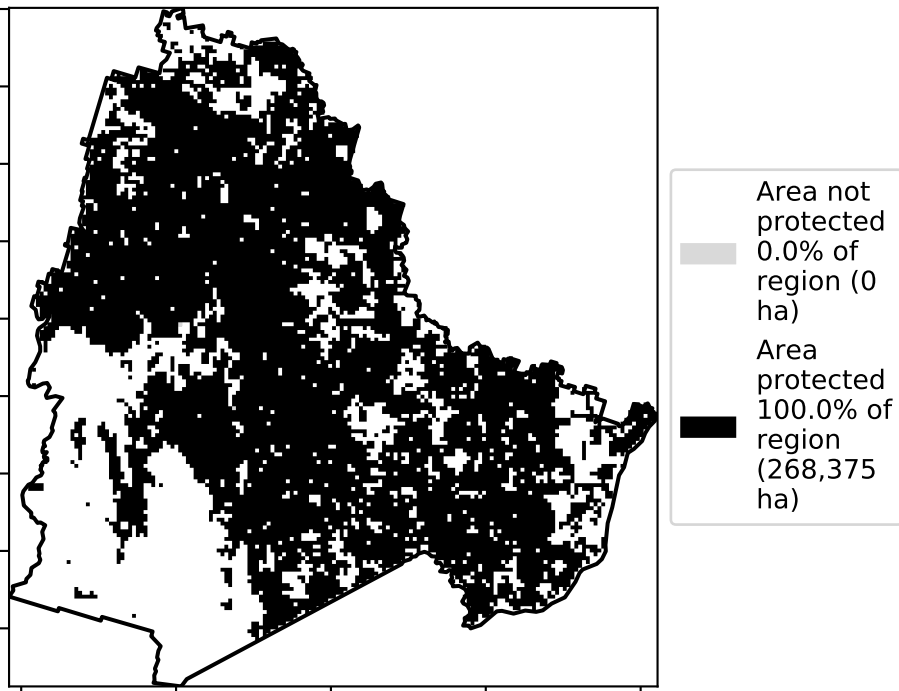 Area not
protected
0.0% of
region (0
ha)
Area
protected
100.0% of
region
(268,375
ha)